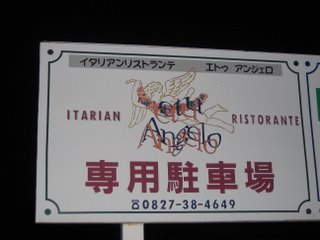 イタリアンリストランテ エトゥ アンジェロ
ITARIAN etu RISTORANTE
Angelo
専用駐車場
☎0827-38-4649